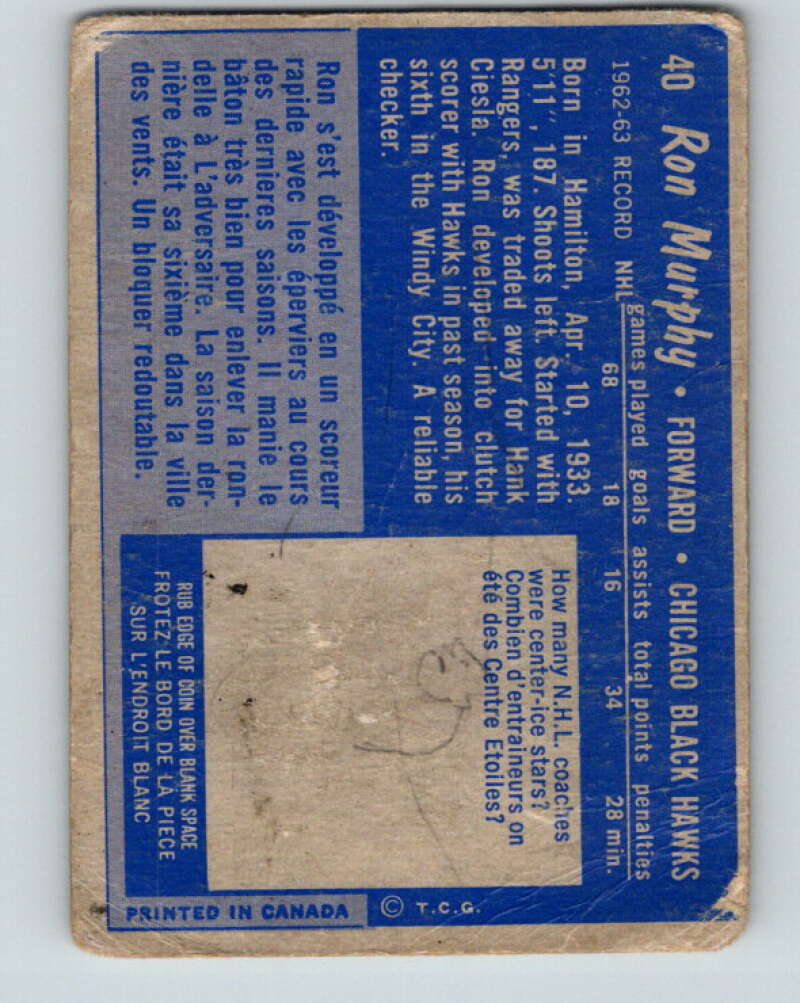 40 Ron Murphy • FORWARD • CHICAGO BLACK HAWKS
games played goals assists total points penalties
1962-63 RECORD NHL 68 18 16 34 28 min.
Born in Hamilton, Apr. 10, 1933.
5'11", 187. Shoots left. Started with
Rangers, was traded away for Hank
Ciesla. Ron developed into clutch
scorer with Hawks in past season, his
sixth in the Windy City. A reliable
checker.
Ron s'est développé en un scoreur
rapide avec les éperviers au cours
des dernieres saisons. Il manie le
bâton très bien pour enlever la ron-
delle à L'adversaire. La saison der-
nière était sa sixième dans la ville
des vents. Un bloquer redoutable.
How many N.H.L. coaches
were center-ice stars?
Combien d'entraineurs on
été des Centre Etoiles?
RUB EDGE OF COIN OVER BLANK SPACE
FROTEZ LE BORD DE LA PIECE
SUR L'ENDROIT BLANC
PRINTED IN CANADA
© T.C.G.